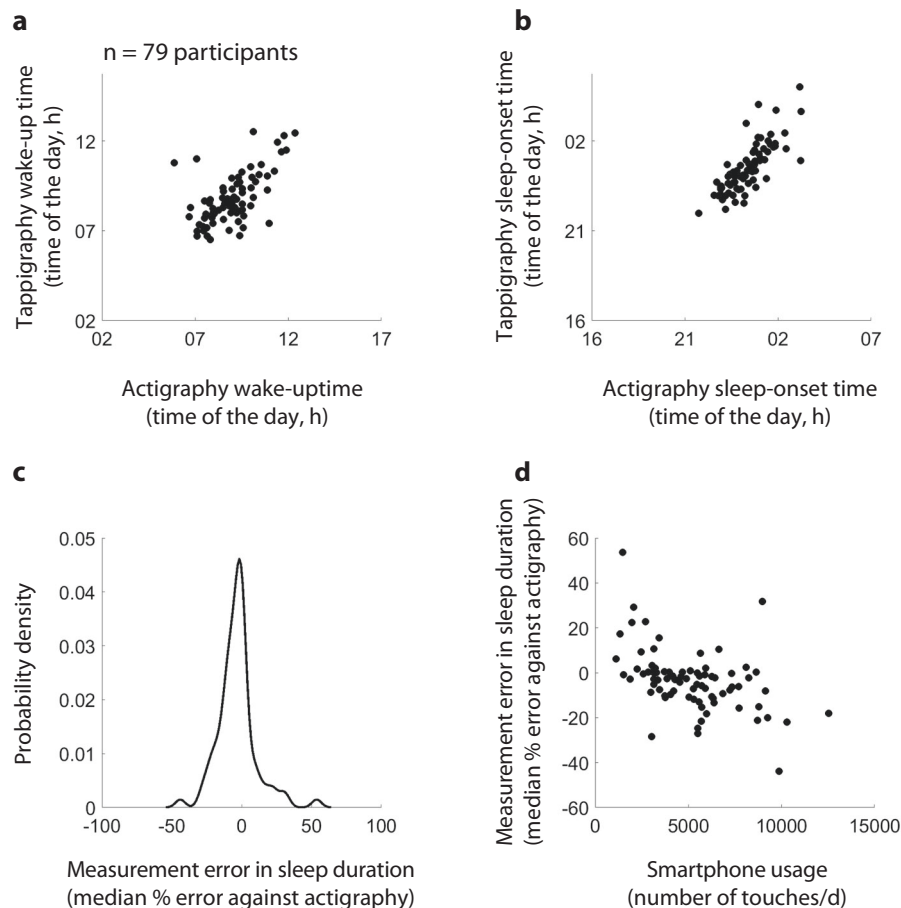 a
n = 79 participants
Tappigraphy wake-up time
(time of the day, h)
12
07
02
02 07 12 17
Actigraphy wake-uptime
(time of the day, h)
b
Tappigraphy sleep-onset time
(time of the day, h)
02
21
16
16 21 02 07
Actigraphy sleep-onset time
(time of the day, h)
c
Probability density
0.05
0.04
0.03
0.02
0.01
0
-100 -50 0 50 100
Measurement error in sleep duration
(median % error against actigraphy)
d
Measurement error in sleep duration
(median % error against actigraphy)
60
40
20
0
-20
-40
-60
0 5000 10000 15000
Smartphone usage
(number of touches/d)